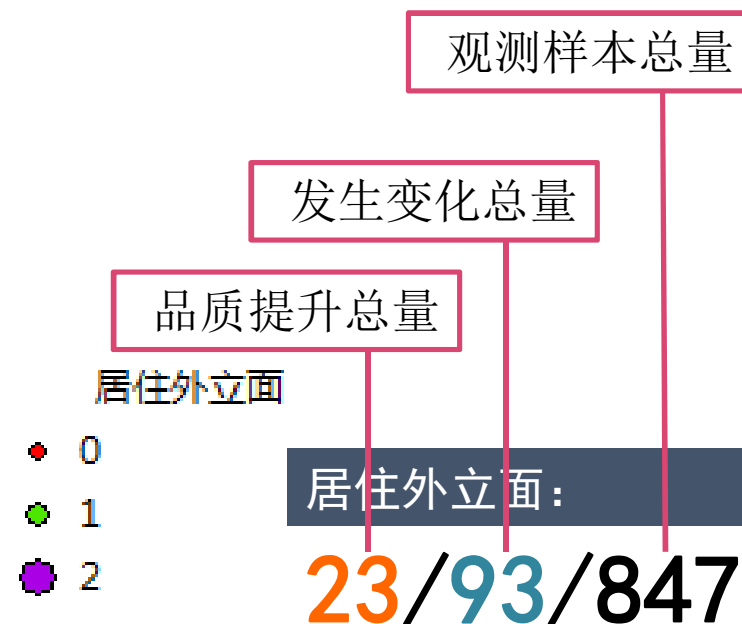 观测样本总量
发生变化总量
品质提升总量
居住外立面
0
1
2
居住外立面：
23/93/847